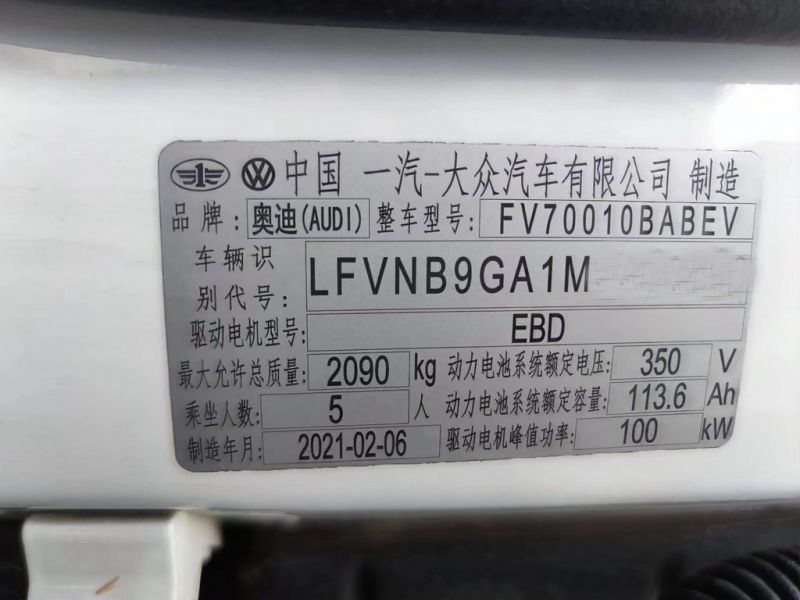 中国 一汽-大众汽车有限公司 制造
品牌: 奥迪(AUDI) 整车型号: FV70010BABEV
车辆识别代号: LFVNB9GA1M
驱动电机型号: EBD
最大允许总质量: 2090 kg 动力电池系统额定电压: 350 V
乘坐人数: 5 人 动力电池系统额定容量: 113.6 Ah
制造年月: 2021-02-06 驱动电机峰值功率: 100 kW